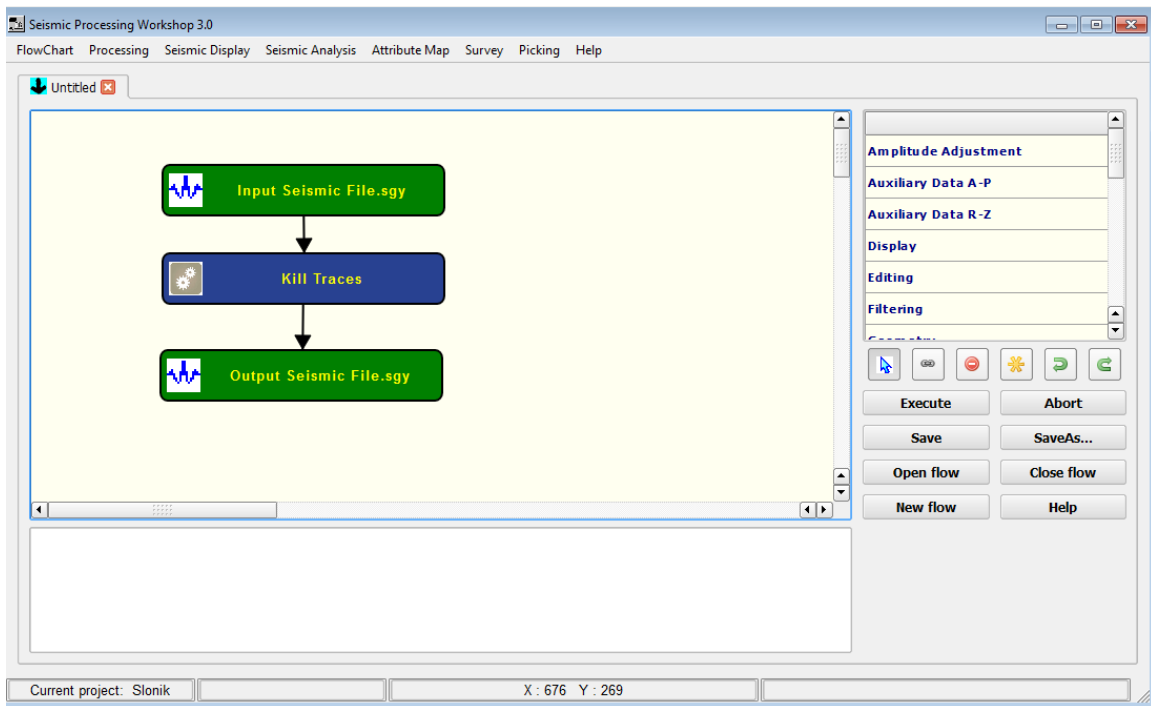 Seismic Processing Workshop 3.0
FlowChart Processing Seismic Display Seismic Analysis Attribute Map Survey Picking Help
Untitled
Input Seismic File.sgy
Kill Traces
Output Seismic File.sgy
Amplitude Adjustment
Auxiliary Data A-P
Auxiliary Data R-Z
Display
Editing
Filtering
Geometry
Execute Abort
Save SaveAs...
Open flow Close flow
New flow Help
Current project: Slonik X : 676 Y : 269